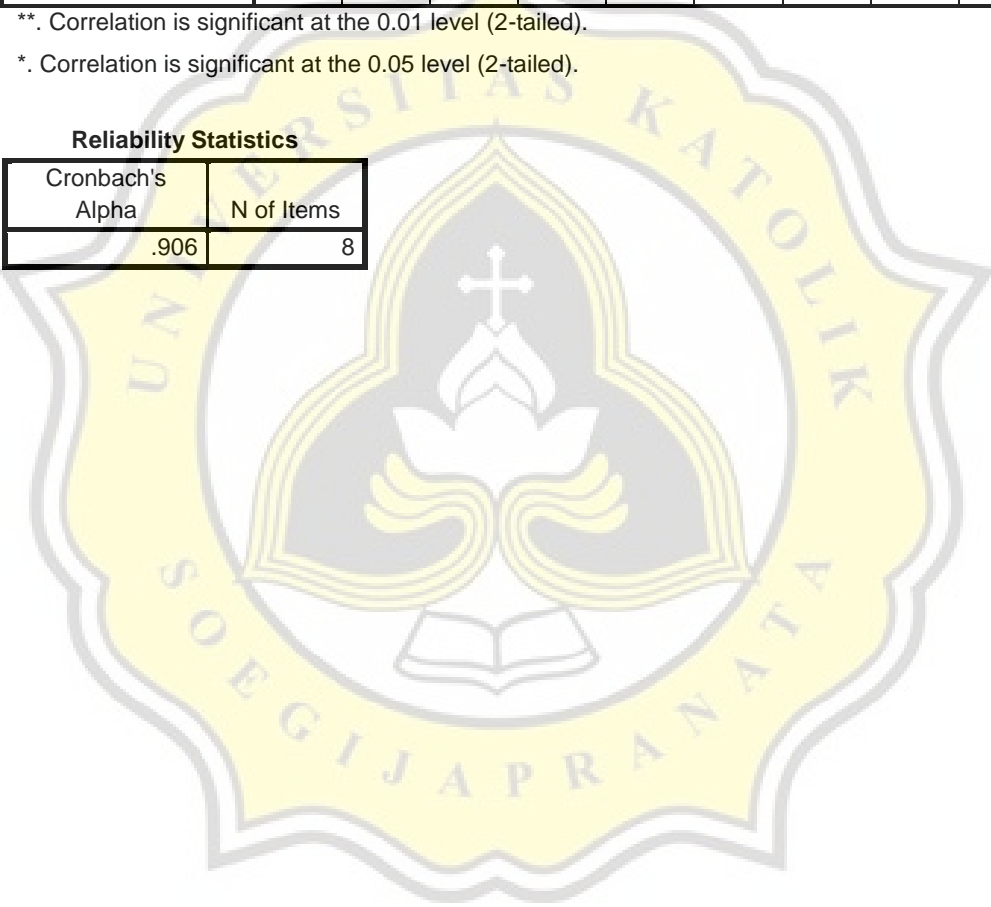 **. Correlation is significant at the 0.01 level (2-tailed).
*. Correlation is significant at the 0.05 level (2-tailed).
Reliability Statistics
Cronbach's Alpha N of Items
.906 8
UNIVERSITAS KATOLIK
SOEGIJAPRANATA